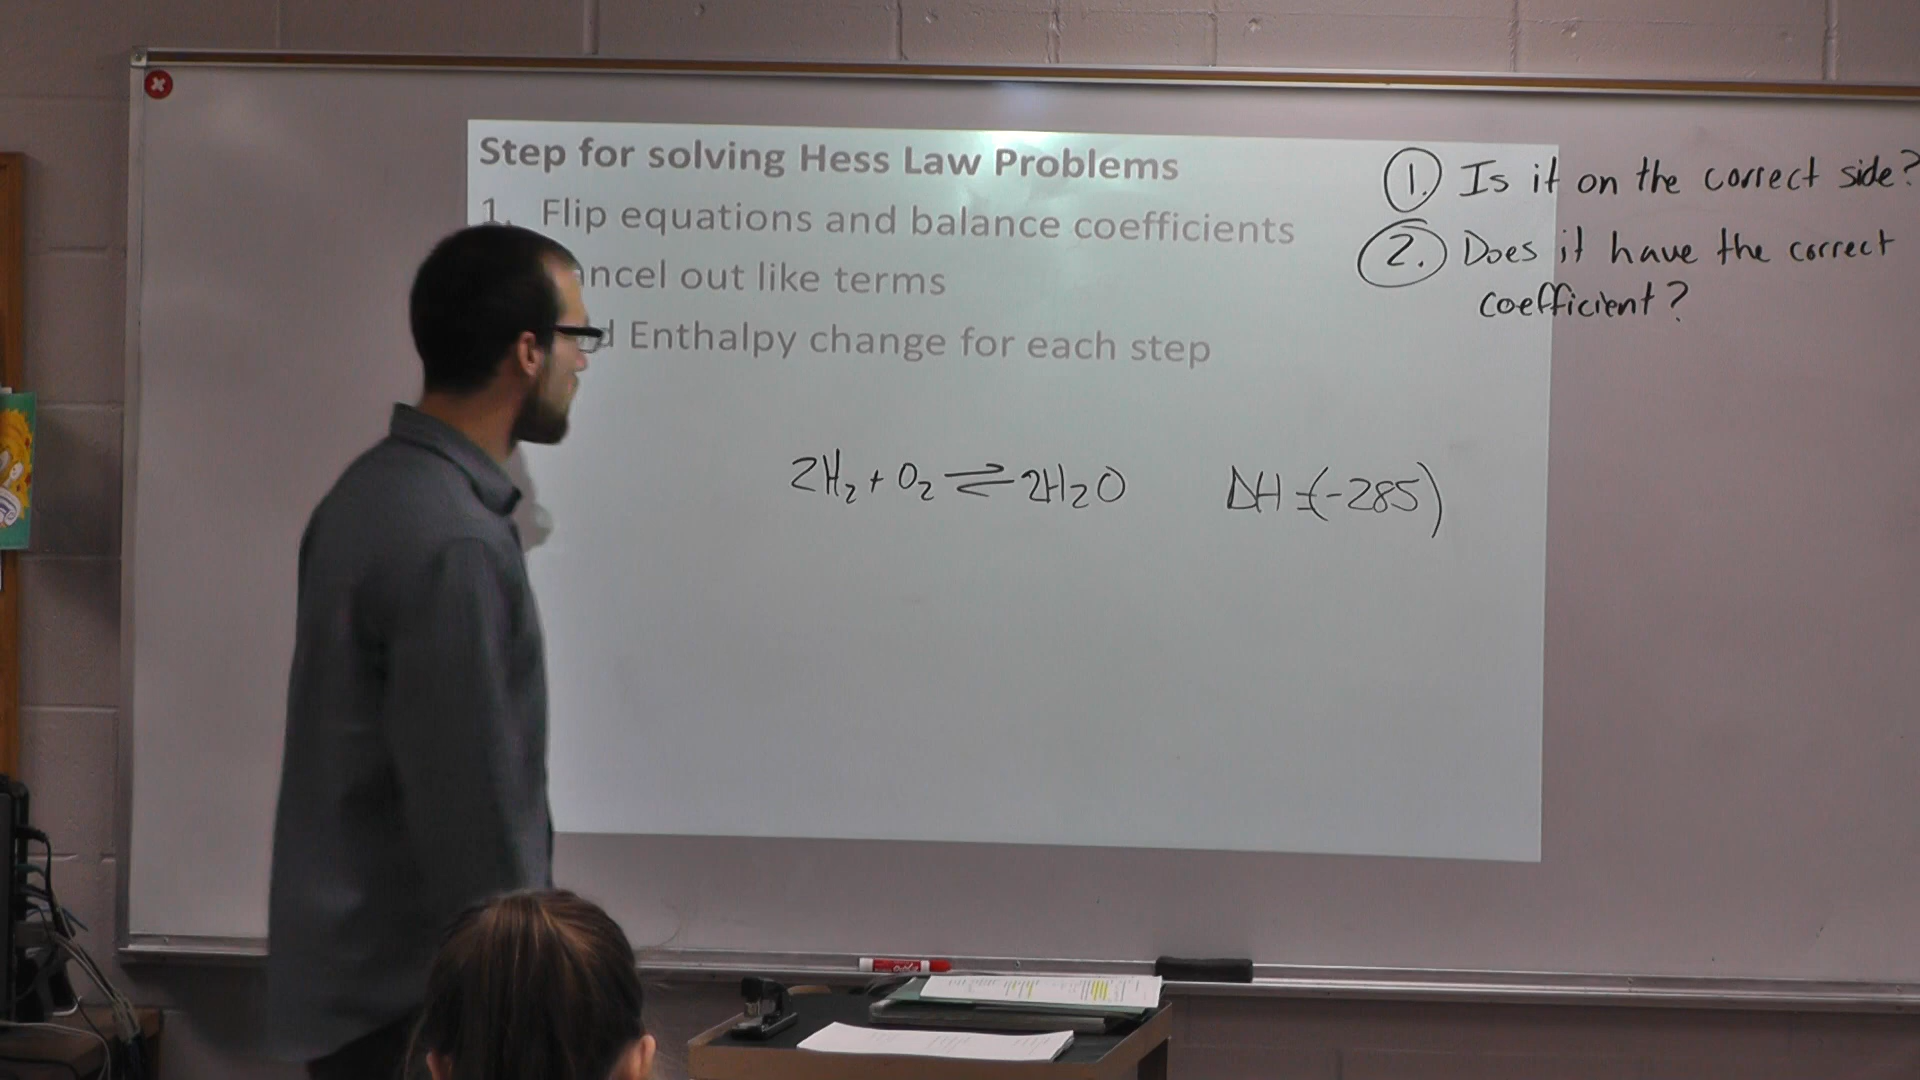 Step for solving Hess Law Problems
1. Flip equations and balance coefficients
ancel out like terms
d Enthalpy change for each step
1. Is it on the correct side?
2. Does it have the correct
coefficient?
2H₂ + O₂ ⇌ 2H₂O ΔH = (-285)